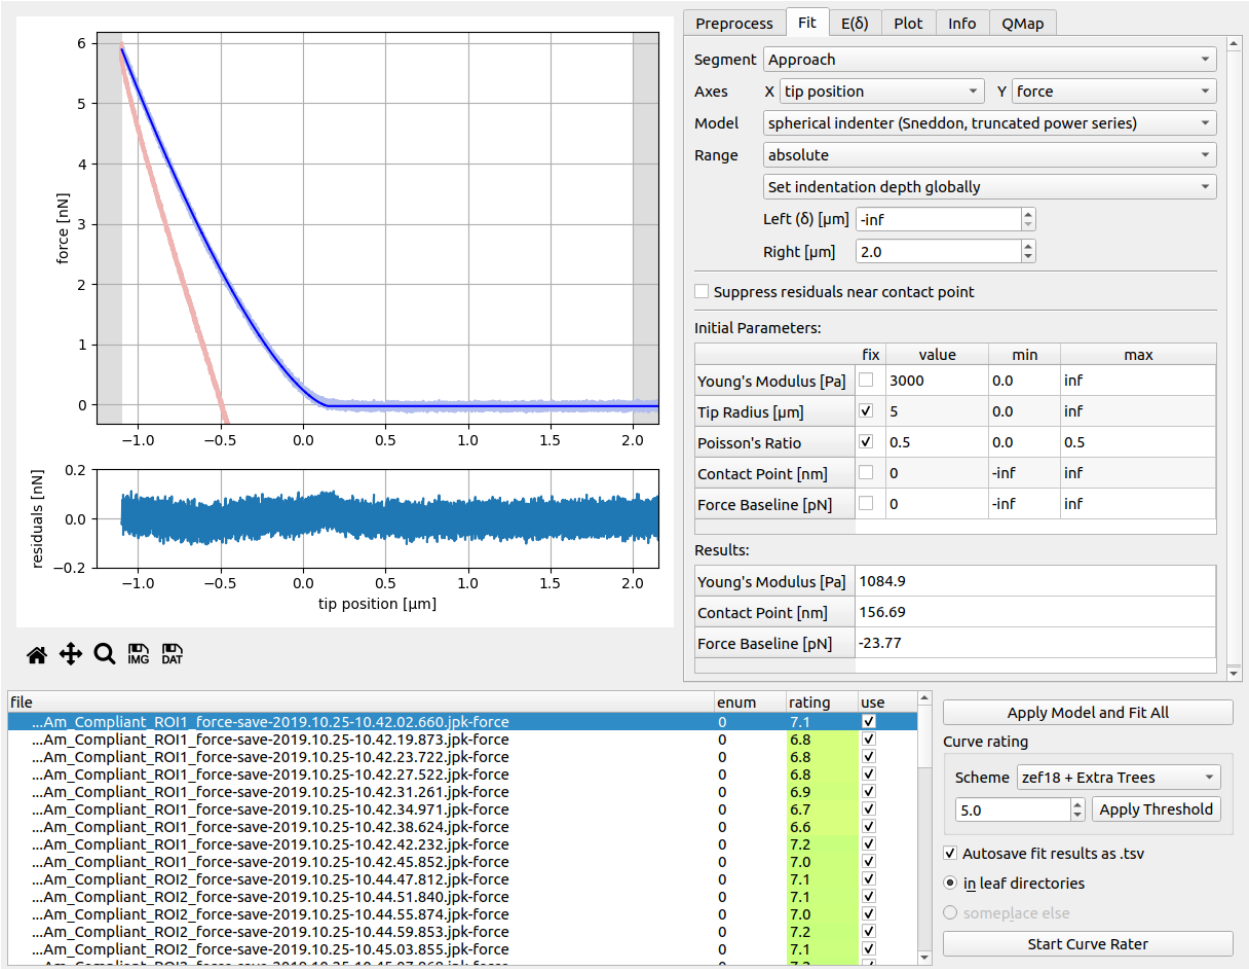 Preprocess Fit E(δ) Plot Info QMap
Segment Approach
Axes X tip position Y force
Model spherical indenter (Sneddon, truncated power series)
Range absolute
Set indentation depth globally
Left (δ) [µm] -inf
Right [µm] 2.0
Suppress residuals near contact point
Initial Parameters:
fix value min max
Young's Modulus [Pa] 3000 0.0 inf
Tip Radius [µm] 5 0.0 inf
Poisson's Ratio 0.5 0.0 0.5
Contact Point [nm] 0 -inf inf
Force Baseline [pN] 0 -inf inf
Results:
Young's Modulus [Pa] 1084.9
Contact Point [nm] 156.69
Force Baseline [pN] -23.77
6
5
4
3
2
1
0
force [nN]
−1.0 −0.5 0.0 0.5 1.0 1.5 2.0
0.2
0.0
−0.2
residuals [nN]
−1.0 −0.5 0.0 0.5 1.0 1.5 2.0
tip position [µm]
IMG DAT
file enum rating use
...Am_Compliant_ROI1_force-save-2019.10.25-10.42.02.660.jpk-force 0 7.1
...Am_Compliant_ROI1_force-save-2019.10.25-10.42.19.873.jpk-force 0 6.8
...Am_Compliant_ROI1_force-save-2019.10.25-10.42.23.722.jpk-force 0 6.8
...Am_Compliant_ROI1_force-save-2019.10.25-10.42.27.522.jpk-force 0 6.8
...Am_Compliant_ROI1_force-save-2019.10.25-10.42.31.261.jpk-force 0 6.9
...Am_Compliant_ROI1_force-save-2019.10.25-10.42.34.971.jpk-force 0 6.7
...Am_Compliant_ROI1_force-save-2019.10.25-10.42.38.624.jpk-force 0 6.6
...Am_Compliant_ROI1_force-save-2019.10.25-10.42.42.232.jpk-force 0 7.2
...Am_Compliant_ROI1_force-save-2019.10.25-10.42.45.852.jpk-force 0 7.0
...Am_Compliant_ROI2_force-save-2019.10.25-10.44.47.812.jpk-force 0 7.1
...Am_Compliant_ROI2_force-save-2019.10.25-10.44.51.840.jpk-force 0 7.1
...Am_Compliant_ROI2_force-save-2019.10.25-10.44.55.874.jpk-force 0 7.0
...Am_Compliant_ROI2_force-save-2019.10.25-10.44.59.853.jpk-force 0 7.2
...Am_Compliant_ROI2_force-save-2019.10.25-10.45.03.855.jpk-force 0 7.1
Apply Model and Fit All
Curve rating
Scheme zef18 + Extra Trees
5.0 Apply Threshold
Autosave fit results as .tsv
in leaf directories
someplace else
Start Curve Rater